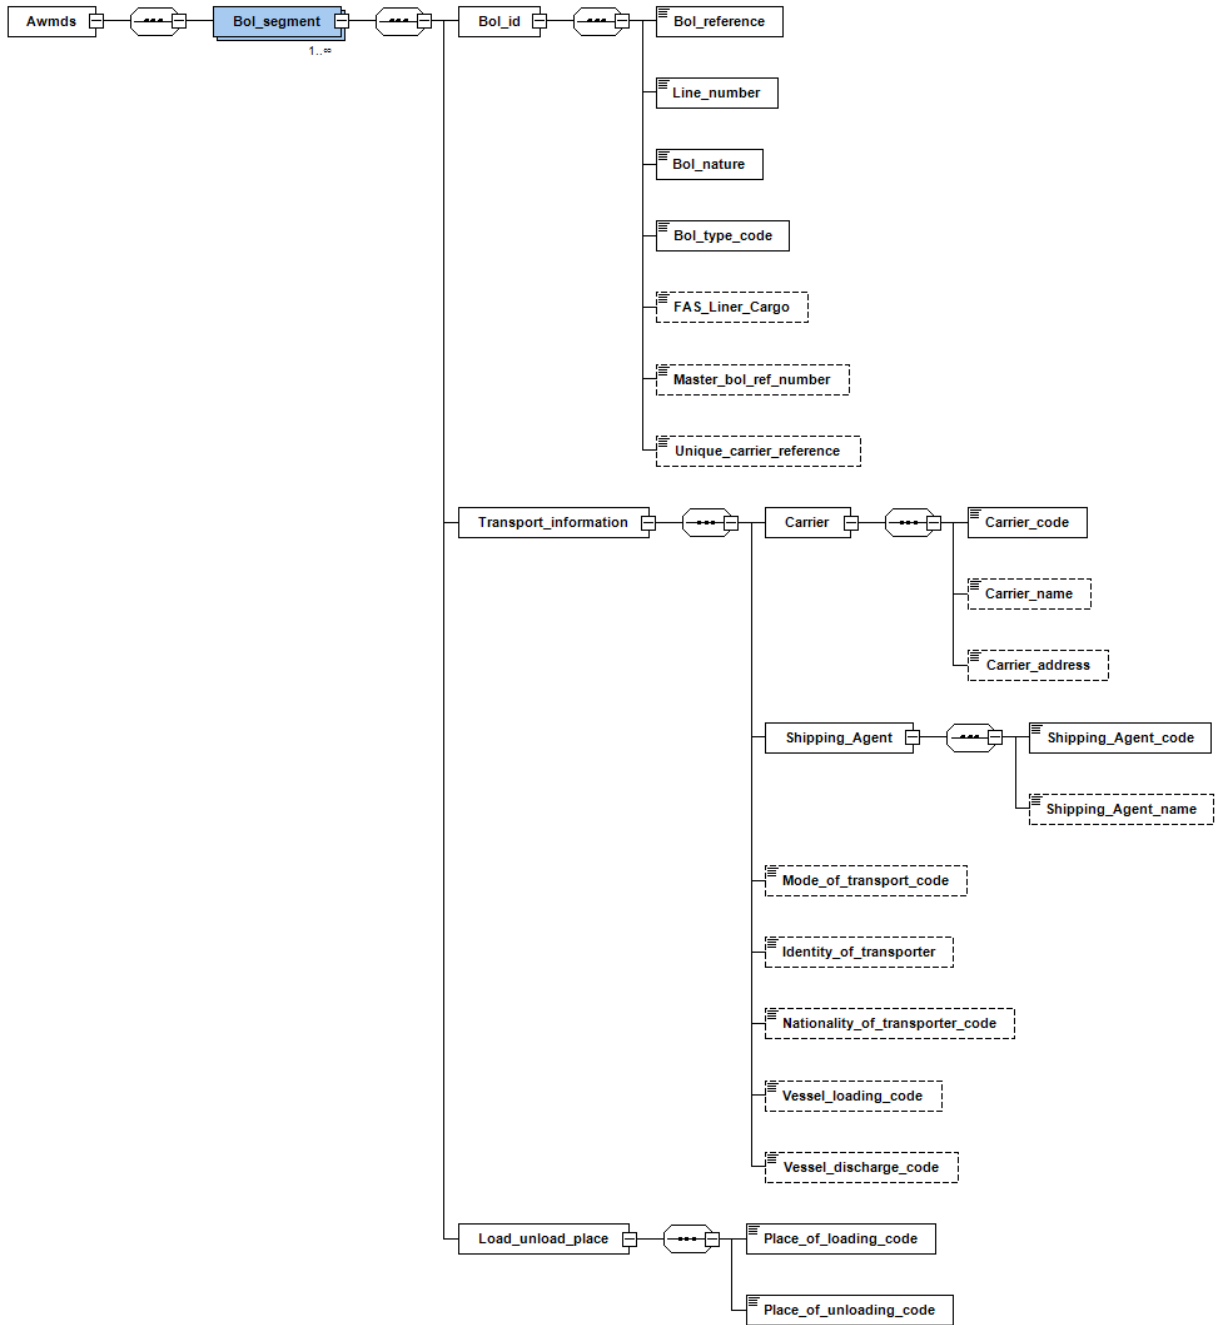 Awmds
Bol_segment
1..∞
Bol_id
Bol_reference
Line_number
Bol_nature
Bol_type_code
FAS_Liner_Cargo
Master_bol_ref_number
Unique_carrier_reference
Transport_information
Carrier
Carrier_code
Carrier_name
Carrier_address
Shipping_Agent
Shipping_Agent_code
Shipping_Agent_name
Mode_of_transport_code
Identity_of_transporter
Nationality_of_transporter_code
Vessel_loading_code
Vessel_discharge_code
Load_unload_place
Place_of_loading_code
Place_of_unloading_code